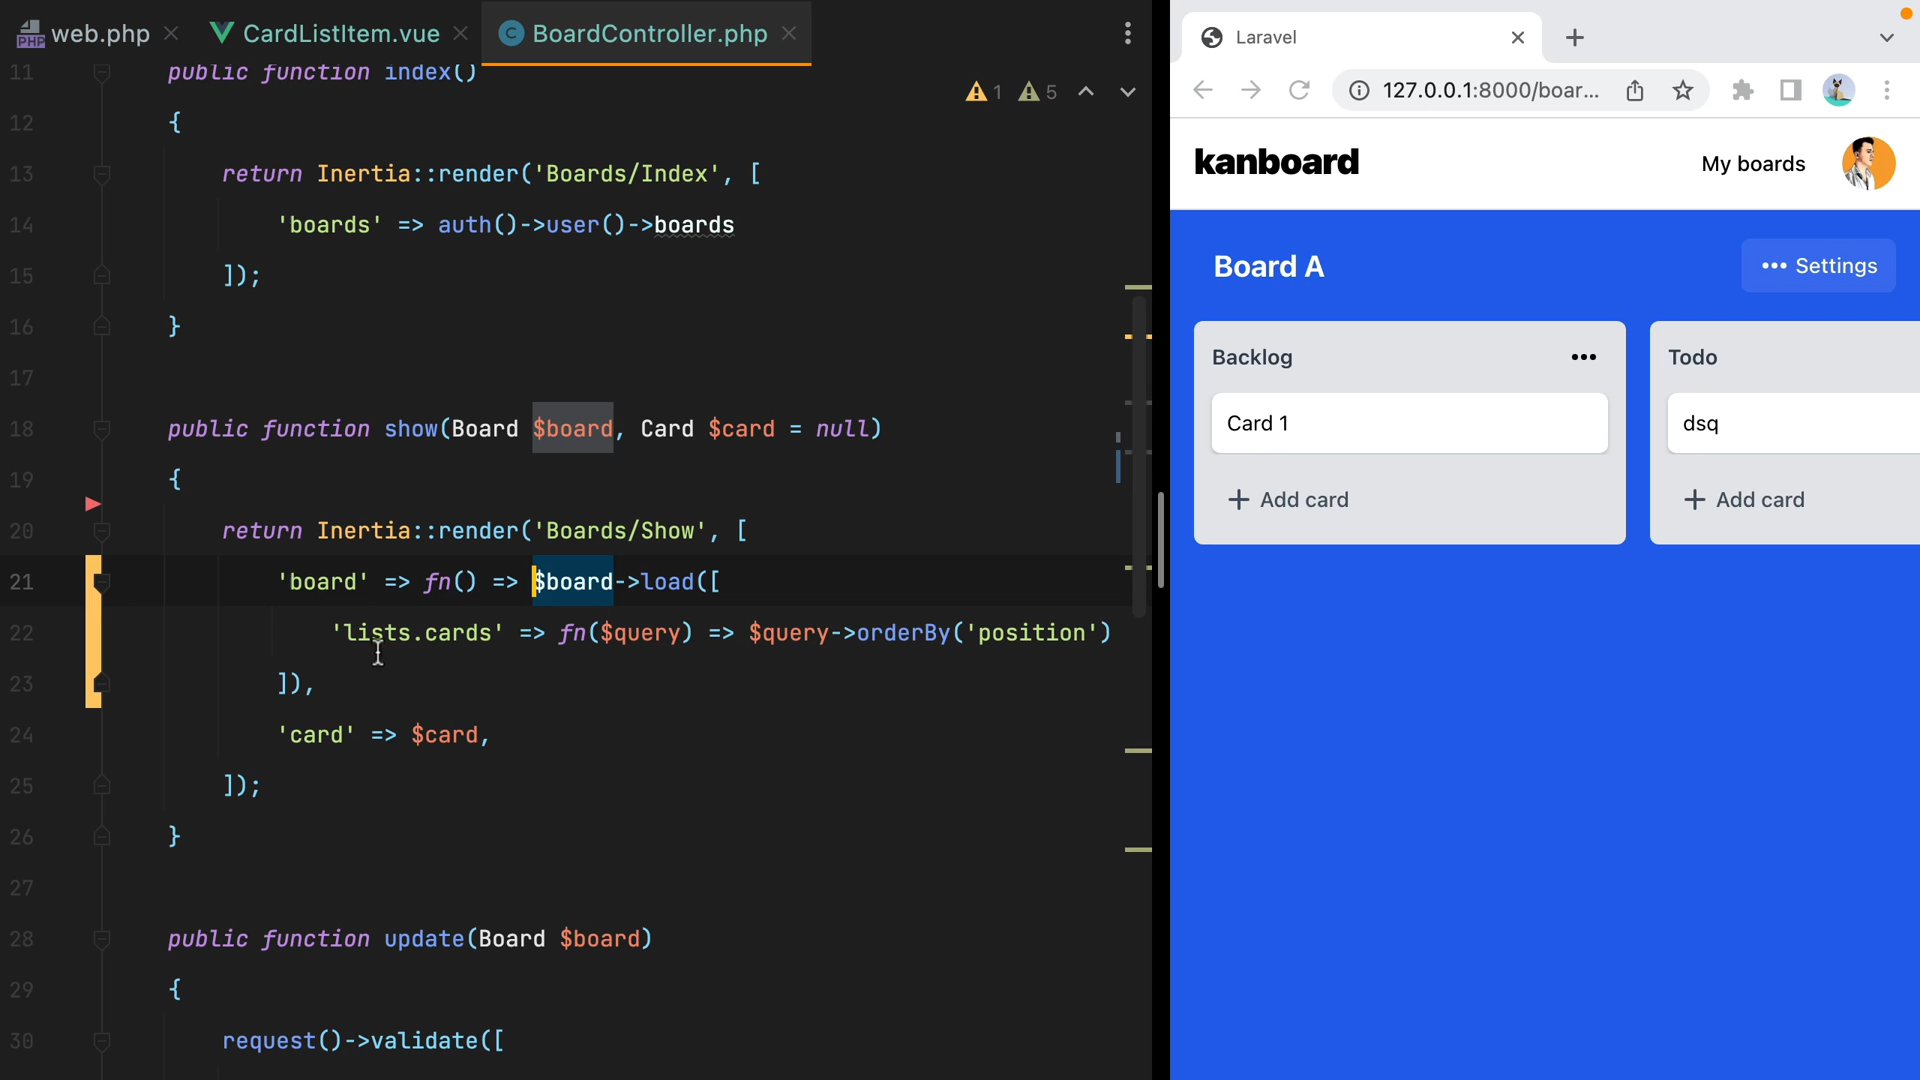 web.php
CardListItem.vue
BoardController.php
1
5
11 public function index()
12 {
13 return Inertia::render('Boards/Index', [
14 'boards' => auth()->user()->boards
15 ]);
16 }
17
18 public function show(Board $board, Card $card = null)
19 {
20 return Inertia::render('Boards/Show', [
21 'board' => fn() => $board->load([
22 'lists.cards' => fn($query) => $query->orderBy('position')
23 ]),
24 'card' => $card,
25 ]);
26 }
27
28 public function update(Board $board)
29 {
30 request()->validate([
Laravel
127.0.0.1:8000/boar...
kanboard
My boards
Board A
Settings
Backlog
Card 1
Add card
Todo
dsq
Add card